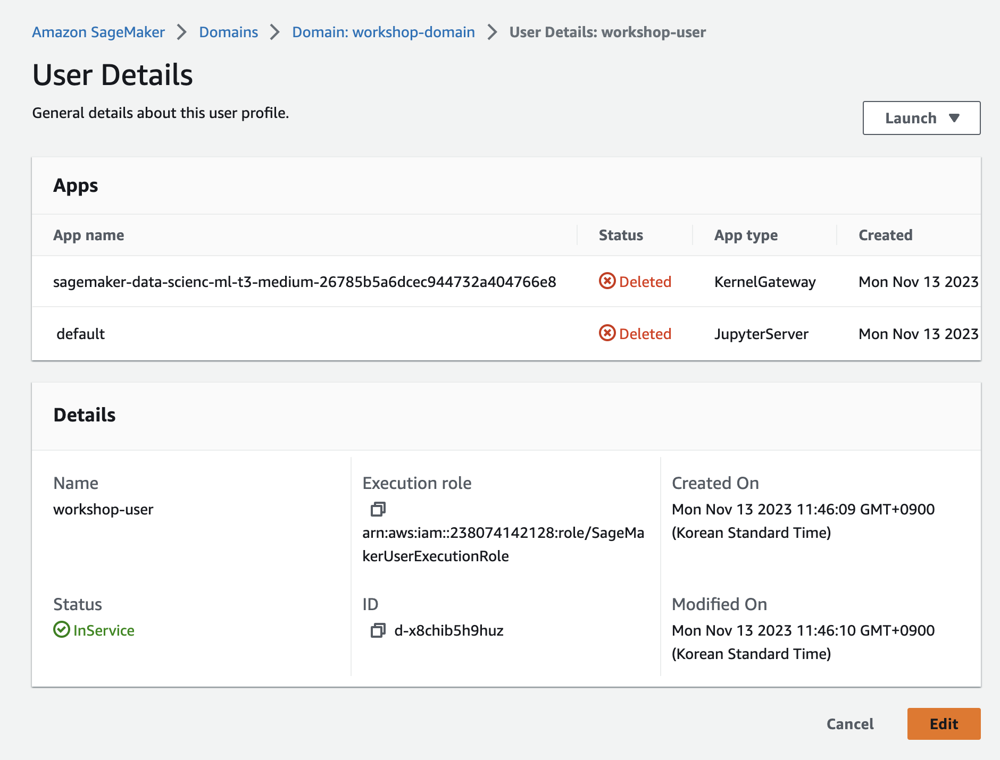 Amazon SageMaker > Domains > Domain: workshop-domain > User Details: workshop-user
User Details
General details about this user profile.
Launch ▼
Apps
App name Status App type Created
sagemaker-data-scienc-ml-t3-medium-26785b5a6dcec944732a404766e8 Deleted KernelGateway Mon Nov 13 2023
default Deleted JupyterServer Mon Nov 13 2023
Details
Name
workshop-user
Execution role
arn:aws:iam::238074142128:role/SageMa
kerUserExecutionRole
Created On
Mon Nov 13 2023 11:46:09 GMT+0900
(Korean Standard Time)
Status
InService
ID
d-x8chib5h9huz
Modified On
Mon Nov 13 2023 11:46:10 GMT+0900
(Korean Standard Time)
Cancel Edit